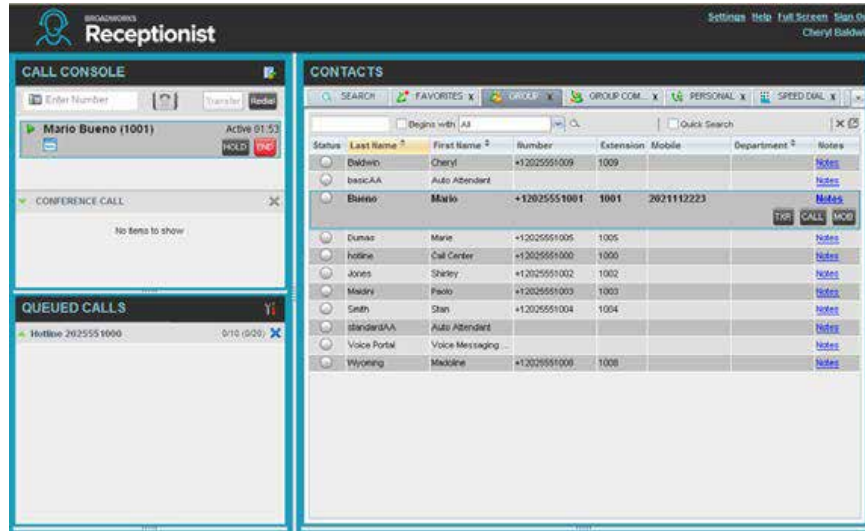 BROADWORKS
Receptionist
Settings Help Full Screen Sign Ou
Cheryl Baldwi
CALL CONSOLE
Enter Number Transfer Redial
Mario Bueno (1001) Active 01:53
HOLD END
CONFERENCE CALL
No items to show
QUEUED CALLS
Hotline 2025551000 0/10 (0/20)
CONTACTS
SEARCH FAVORITES X GROUP X GROUP COM... X PERSONAL X SPEED DIAL X
Begins with All Quick Search
Status Last Name First Name Number Extension Mobile Department Notes
Baldwin Cheryl +12025551009 1009 Notes
basicAA Auto Attendant Notes
Bueno Mario +12025551001 1001 2021112223 Notes
TXR CALL MOB
Dumas Marie +12025551005 1005 Notes
hotline Call Center +12025551000 1000 Notes
Jones Shirley +12025551002 1002 Notes
Maldini Paolo +12025551003 1003 Notes
Smith Stan +12025551004 1004 Notes
standardAA Auto Attendant Notes
Voice Portal Voice Messaging ... Notes
Wyoming Madoline +12025551008 1008 Notes